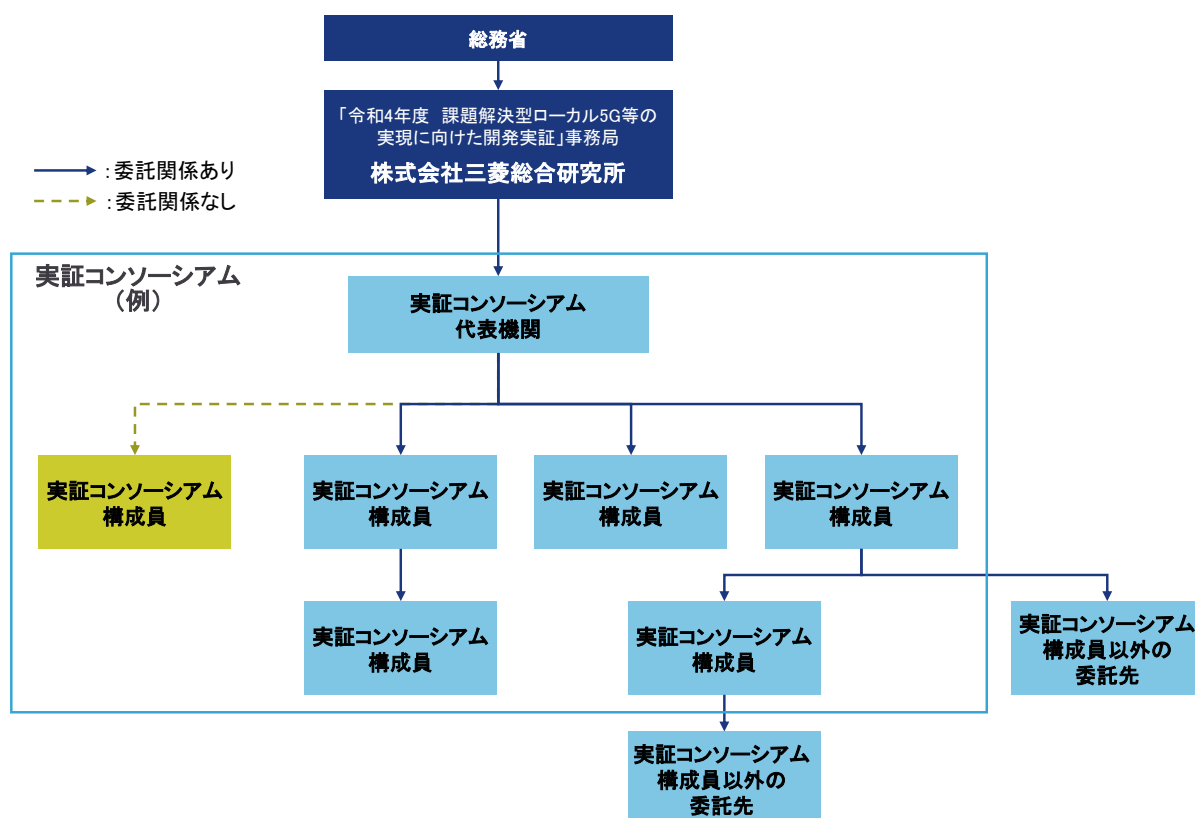 総務省
「令和4年度　課題解決型ローカル5G等の
実現に向けた開発実証」事務局
株式会社三菱総合研究所
：委託関係あり
：委託関係なし
実証コンソーシアム
（例）
実証コンソーシアム
代表機関
実証コンソーシアム
構成員
実証コンソーシアム
構成員
実証コンソーシアム
構成員
実証コンソーシアム
構成員
実証コンソーシアム
構成員
実証コンソーシアム
構成員
実証コンソーシアム
構成員以外の
委託先
実証コンソーシアム
構成員以外の
委託先